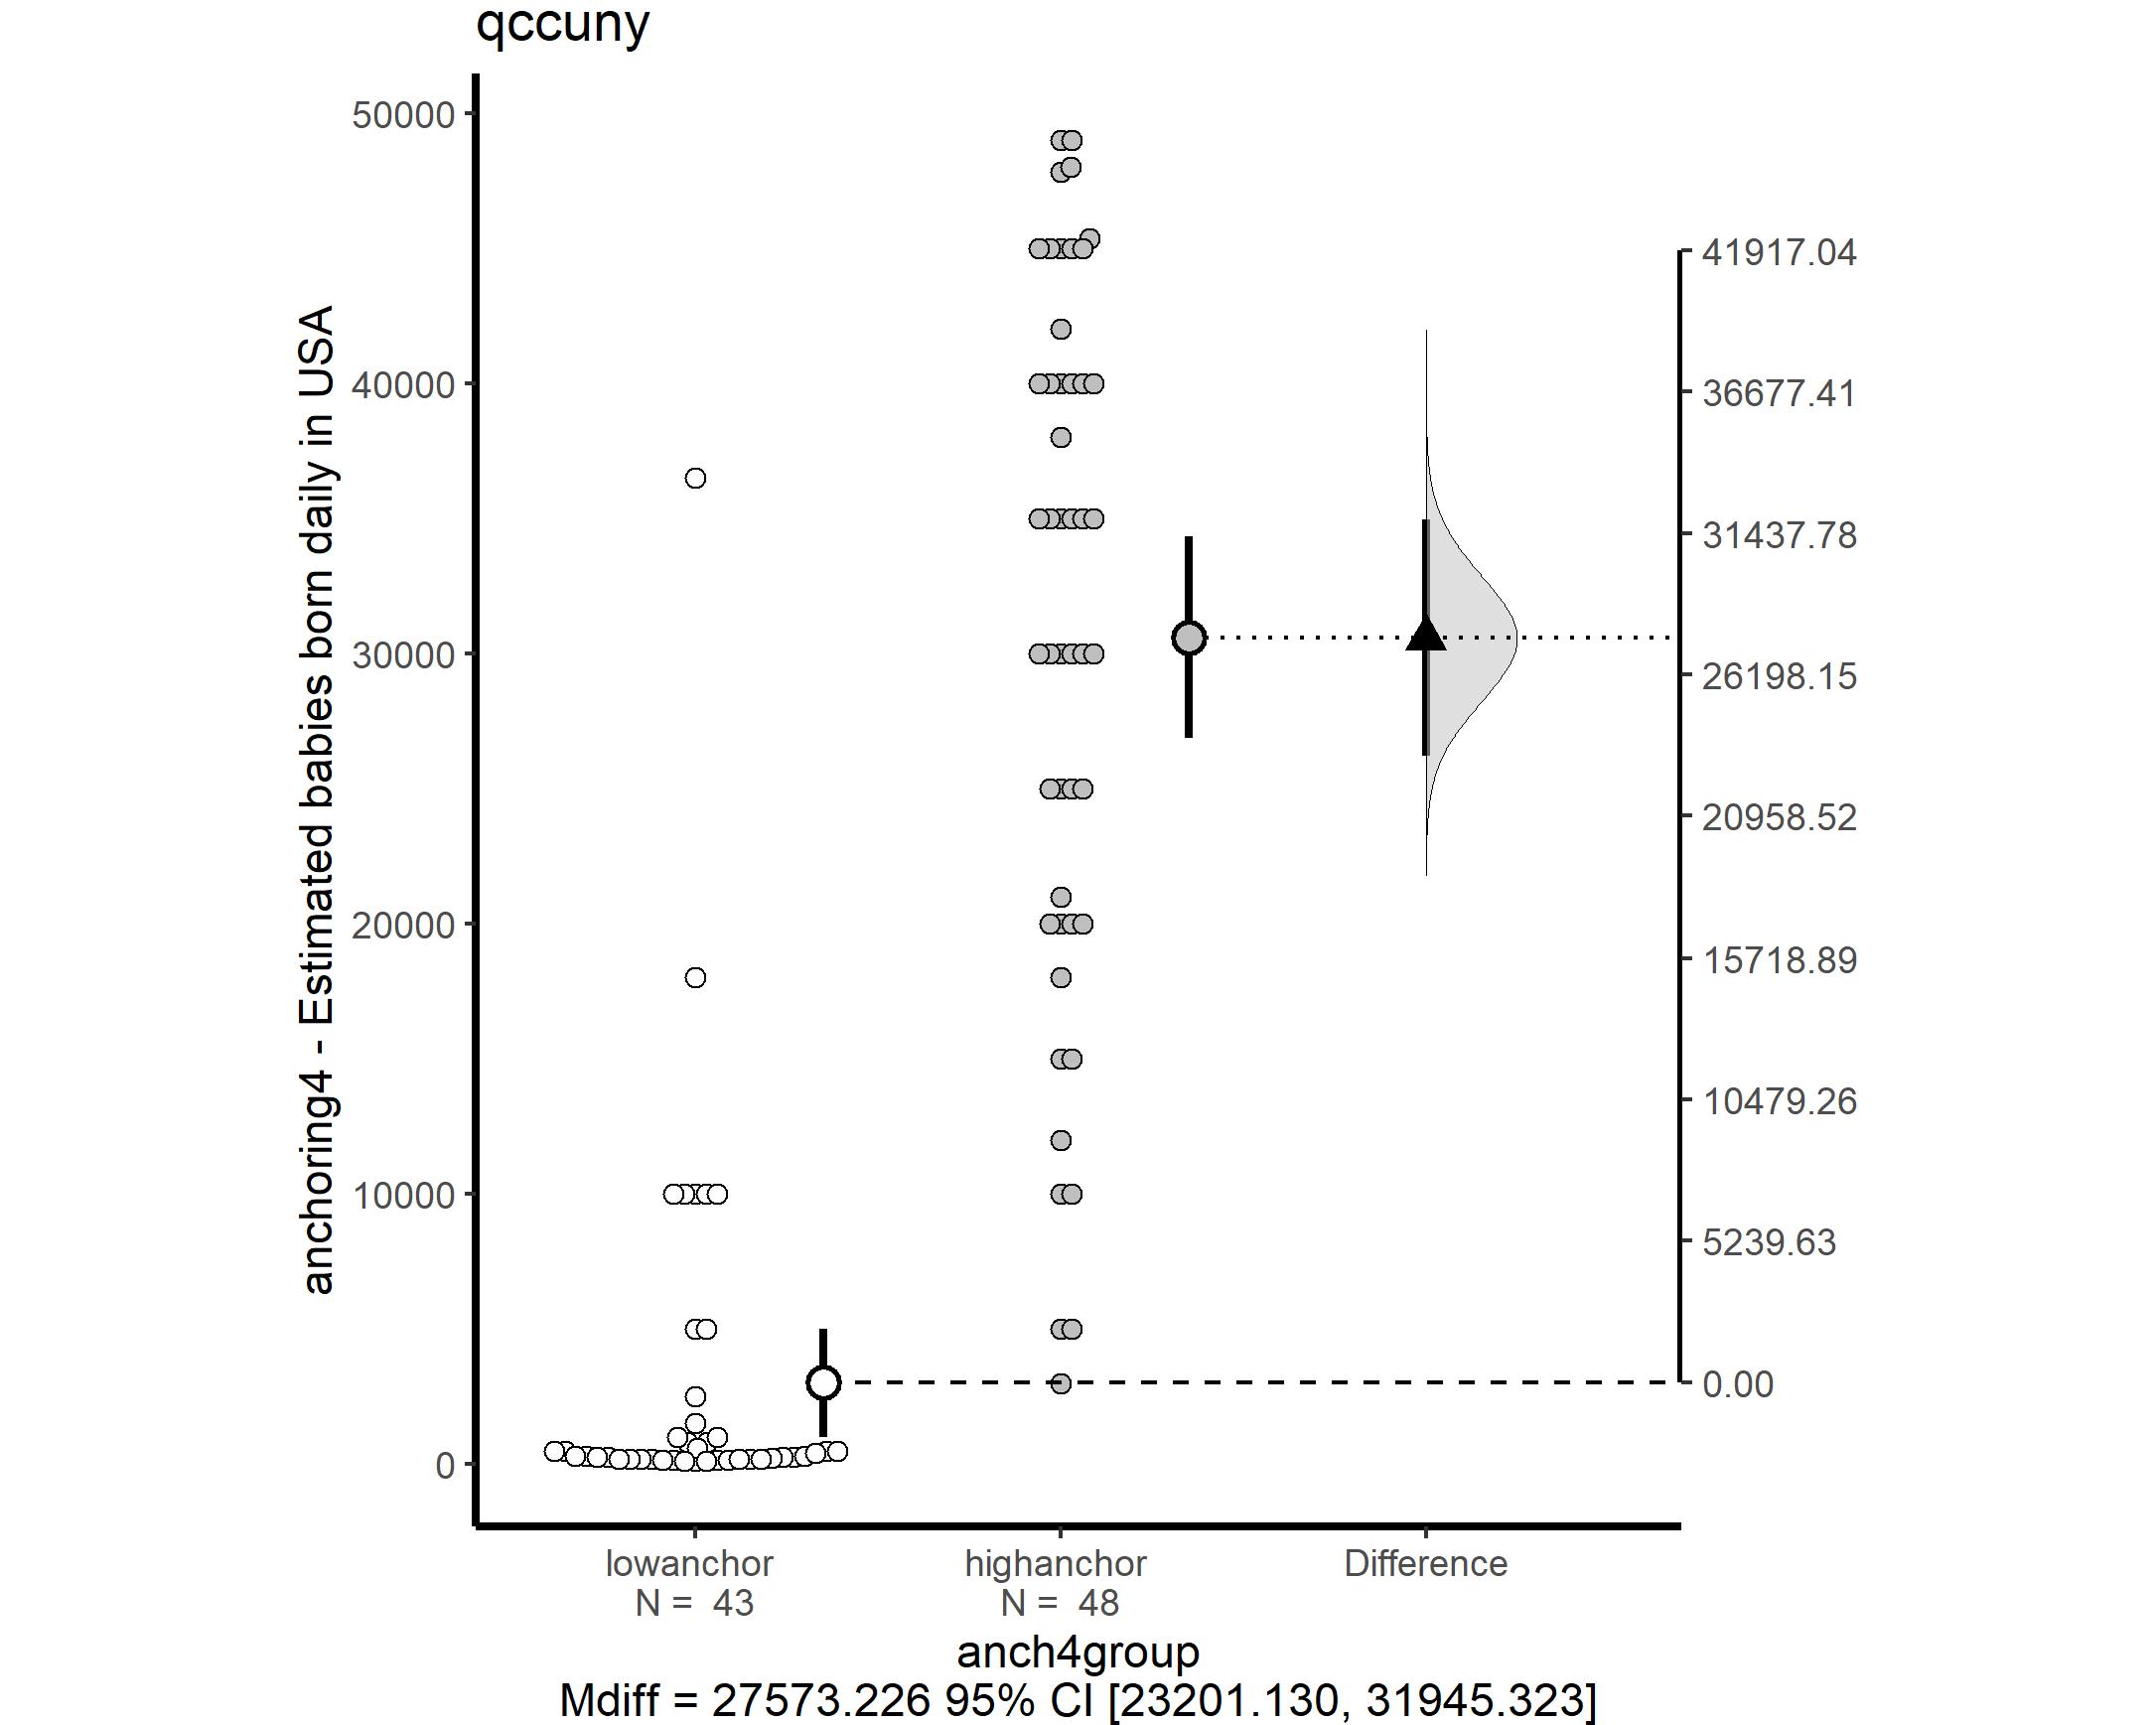 qccuny
anchoring4 - Estimated babies born daily in USA
50000
40000
30000
20000
10000
0
41917.04
36677.41
31437.78
26198.15
20958.52
15718.89
10479.26
5239.63
0.00
lowanchor
N =  43
highanchor
N =  48
Difference
anch4group
Mdiff = 27573.226 95% CI [23201.130, 31945.323]